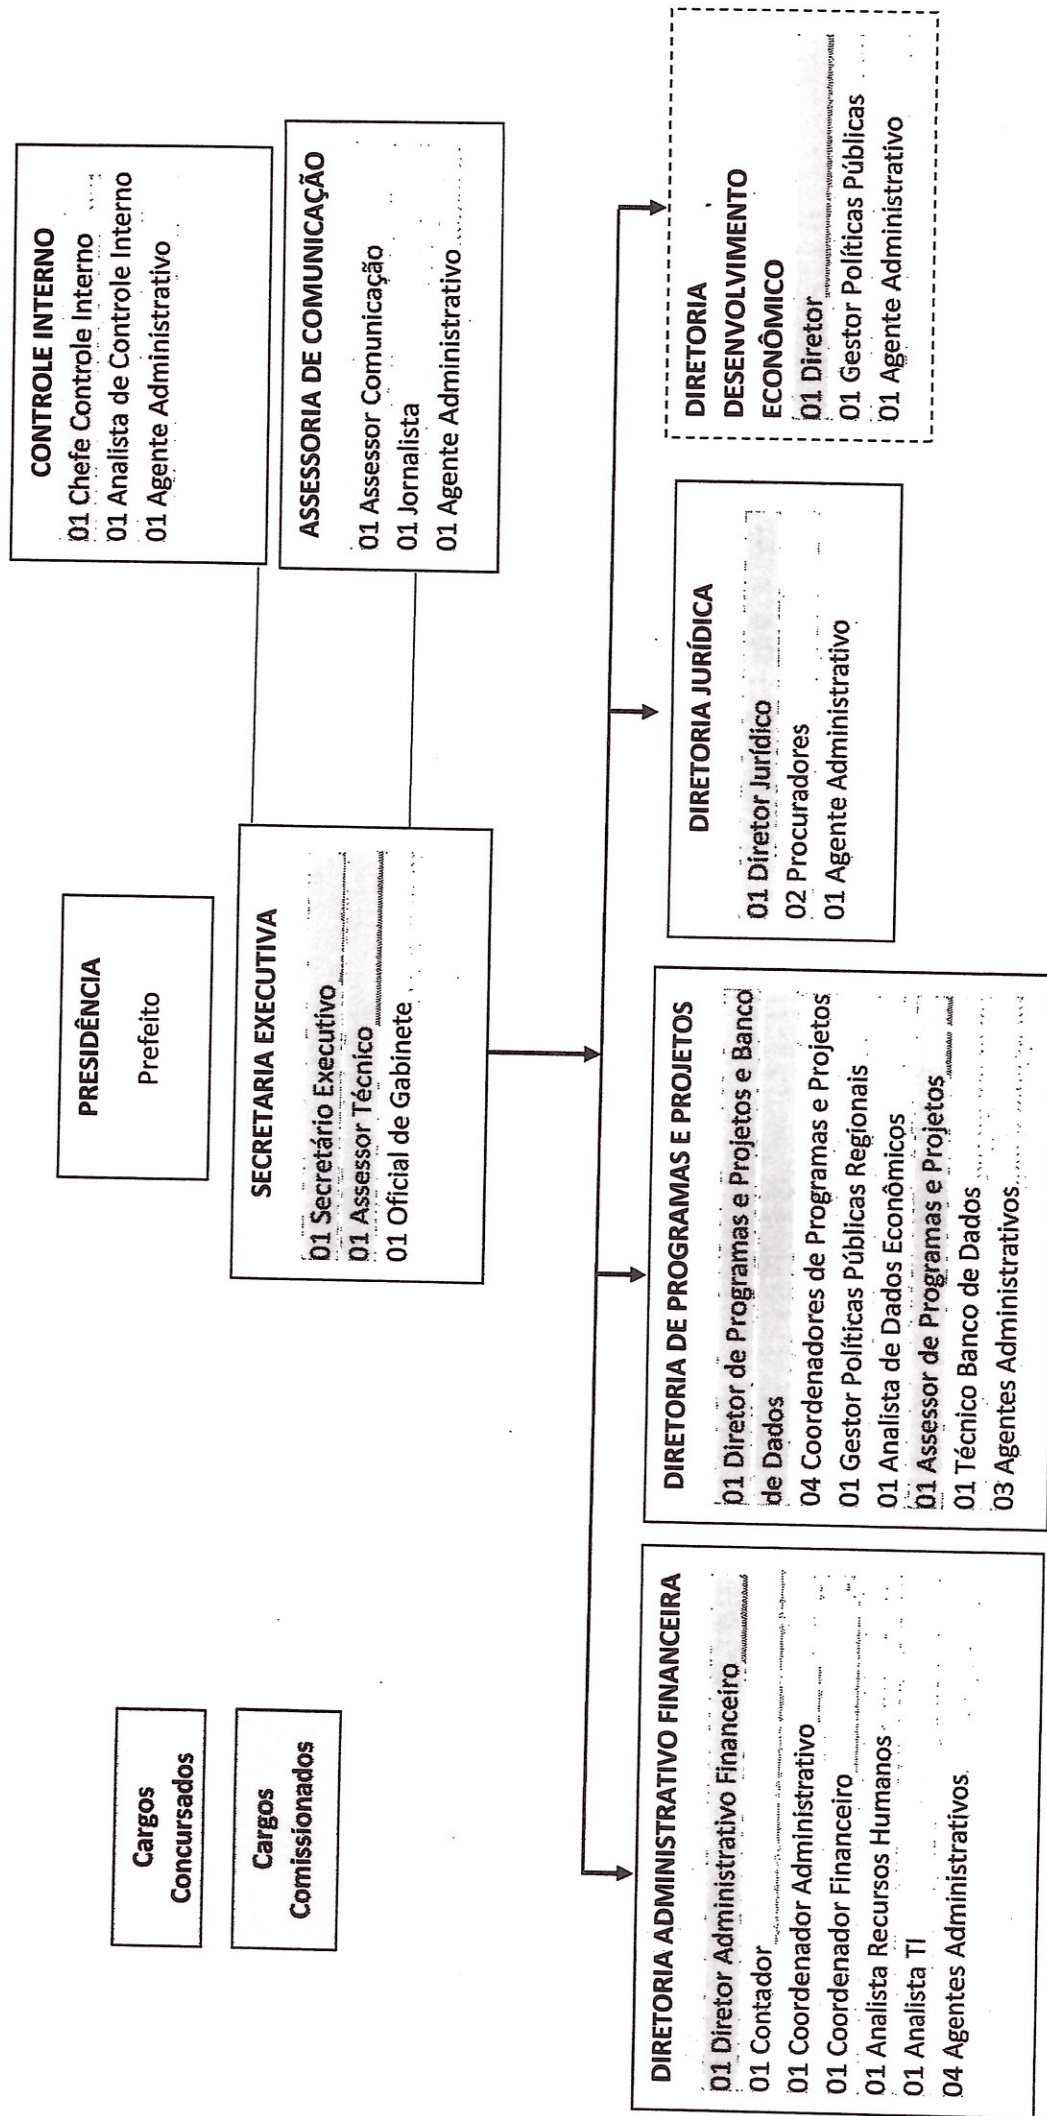 PRESIDÊNCIA
Prefeito
Cargos
Concursados
Cargos
Comissionados
CONTROLE INTERNO
01 Chefe Controle Interno
01 Analista de Controle Interno
01 Agente Administrativo
SECRETARIA EXECUTIVA
01 Secretário Executivo
01 Assessor Técnico
01 Oficial de Gabinete
ASSESSORIA DE COMUNICAÇÃO
01 Assessor Comunicação
01 Jornalista
01 Agente Administrativo
DIRETORIA ADMINISTRATIVO FINANCEIRA
01 Diretor Administrativo Financeiro
01 Contador
01 Coordenador Administrativo
01 Coordenador Financeiro
01 Analista Recursos Humanos
01 Analista TI
04 Agentes Administrativos
DIRETORIA DE PROGRAMAS E PROJETOS
01 Diretor de Programas e Projetos e Banco
de Dados
04 Coordenadores de Programas e Projetos
01 Gestor Políticas Públicas Regionais
01 Analista de Dados Econômicos
01 Assessor de Programas e Projetos
01 Técnico Banco de Dados
03 Agentes Administrativos
DIRETORIA JURÍDICA
01 Diretor Jurídico
02 Procuradores
01 Agente Administrativo
DIRETORIA
DESENVOLVIMENTO
ECONÔMICO
01 Diretor
01 Gestor Políticas Públicas
01 Agente Administrativo